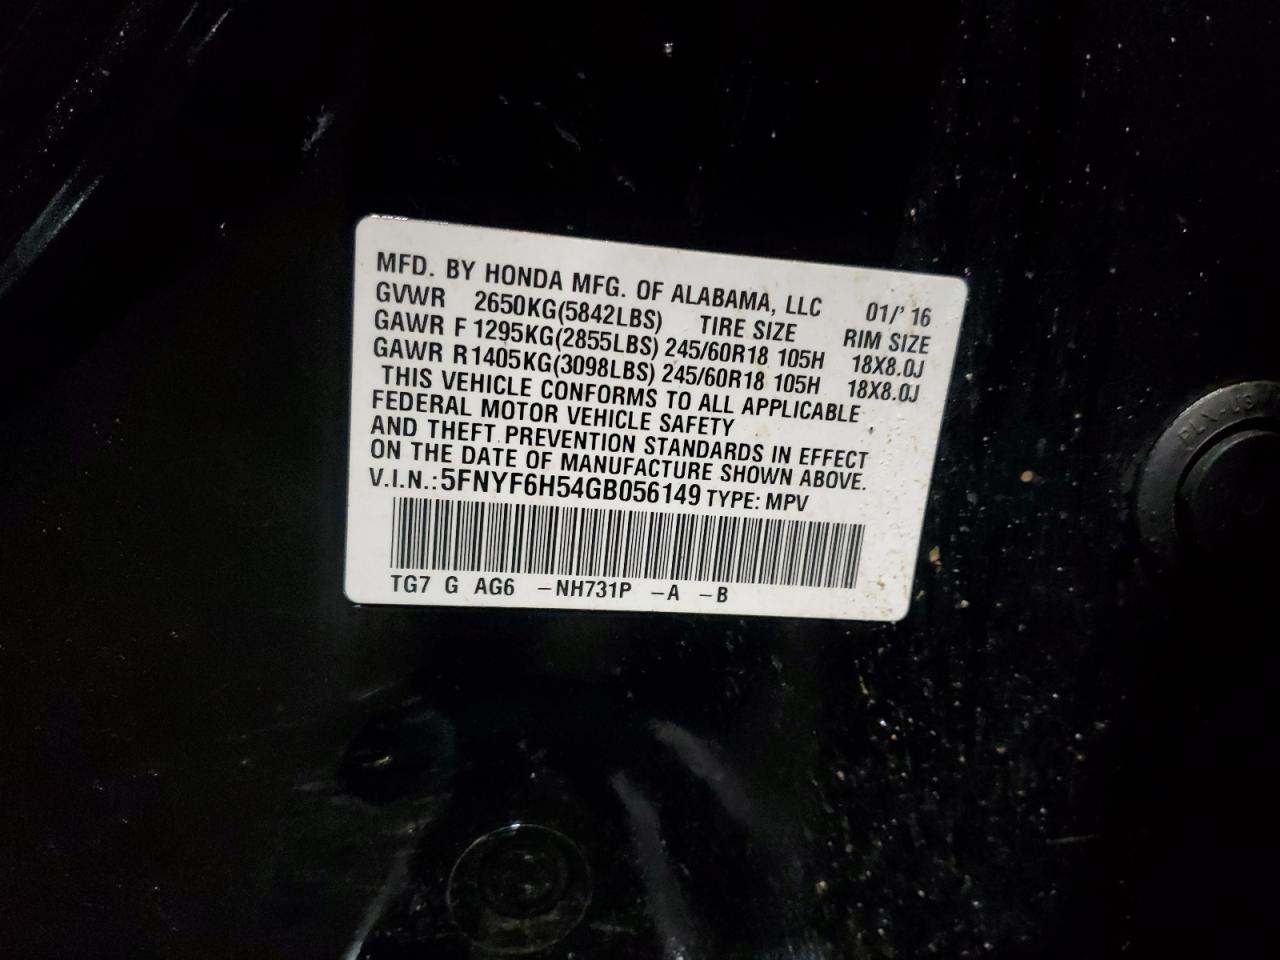 MFD. BY HONDA MFG. OF ALABAMA, LLC 01/' 16
GVWR 2650KG(5842LBS) TIRE SIZE RIM SIZE
GAWR F 1295KG(2855LBS) 245/60R18 105H 18X8.0J
GAWR R 1405KG(3098LBS) 245/60R18 105H 18X8.0J
THIS VEHICLE CONFORMS TO ALL APPLICABLE
FEDERAL MOTOR VEHICLE SAFETY
AND THEFT PREVENTION STANDARDS IN EFFECT
ON THE DATE OF MANUFACTURE SHOWN ABOVE.
V.I.N.: 5FNYF6H54GB056149 TYPE: MPV
TG7 G AG6 -NH731P -A -B